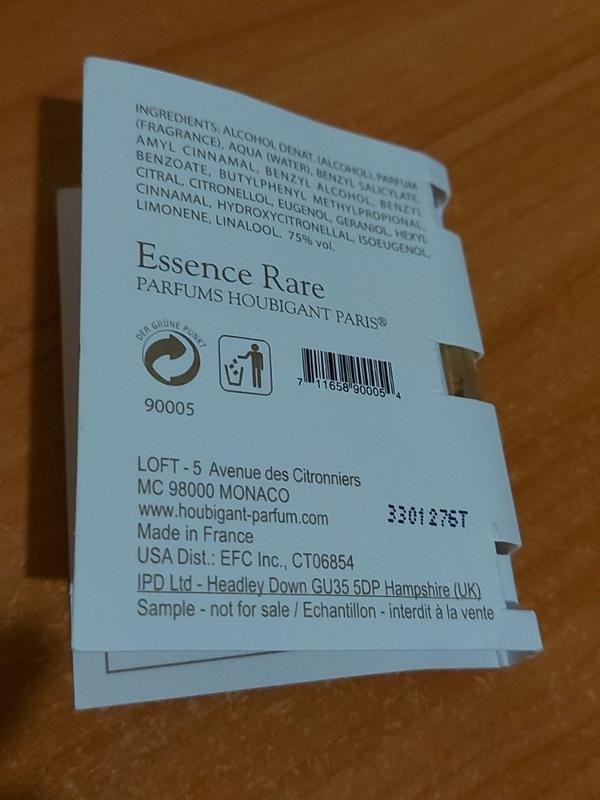 INGREDIENTS: ALCOHOL DENAT. (ALCOHOL), PARFUM
(FRAGRANCE), AQUA (WATER), BENZYL SALICYLATE,
AMYL CINNAMAL, BENZYL ALCOHOL, BENZYL
BENZOATE, BUTYLPHENYL METHYLPROPIONAL,
CITRAL, CITRONELLOL, EUGENOL, GERANIOL, HEXYL
CINNAMAL, HYDROXYCITRONELLAL, ISOEUGENOL,
LIMONENE, LINALOOL. 75% vol.
Essence Rare
PARFUMS HOUBIGANT PARIS®
DER GRÜNE PUNKT
7 11658 90005 4
90005
LOFT - 5 Avenue des Citronniers
MC 98000 MONACO
www.houbigant-parfum.com
3301276T
Made in France
USA Dist.: EFC Inc., CT06854
IPD Ltd - Headley Down GU35 5DP Hampshire (UK)
Sample - not for sale / Echantillon - interdit à la vente